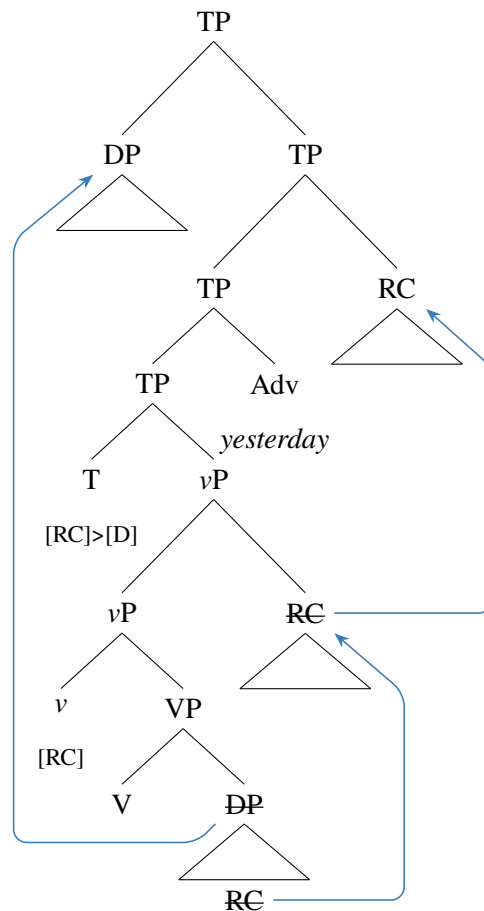 TP
DP TP
TP RC
TP Adv
yesterday
T vP
[RC]>[D]
vP RC
v VP
[RC]
V DP
RC